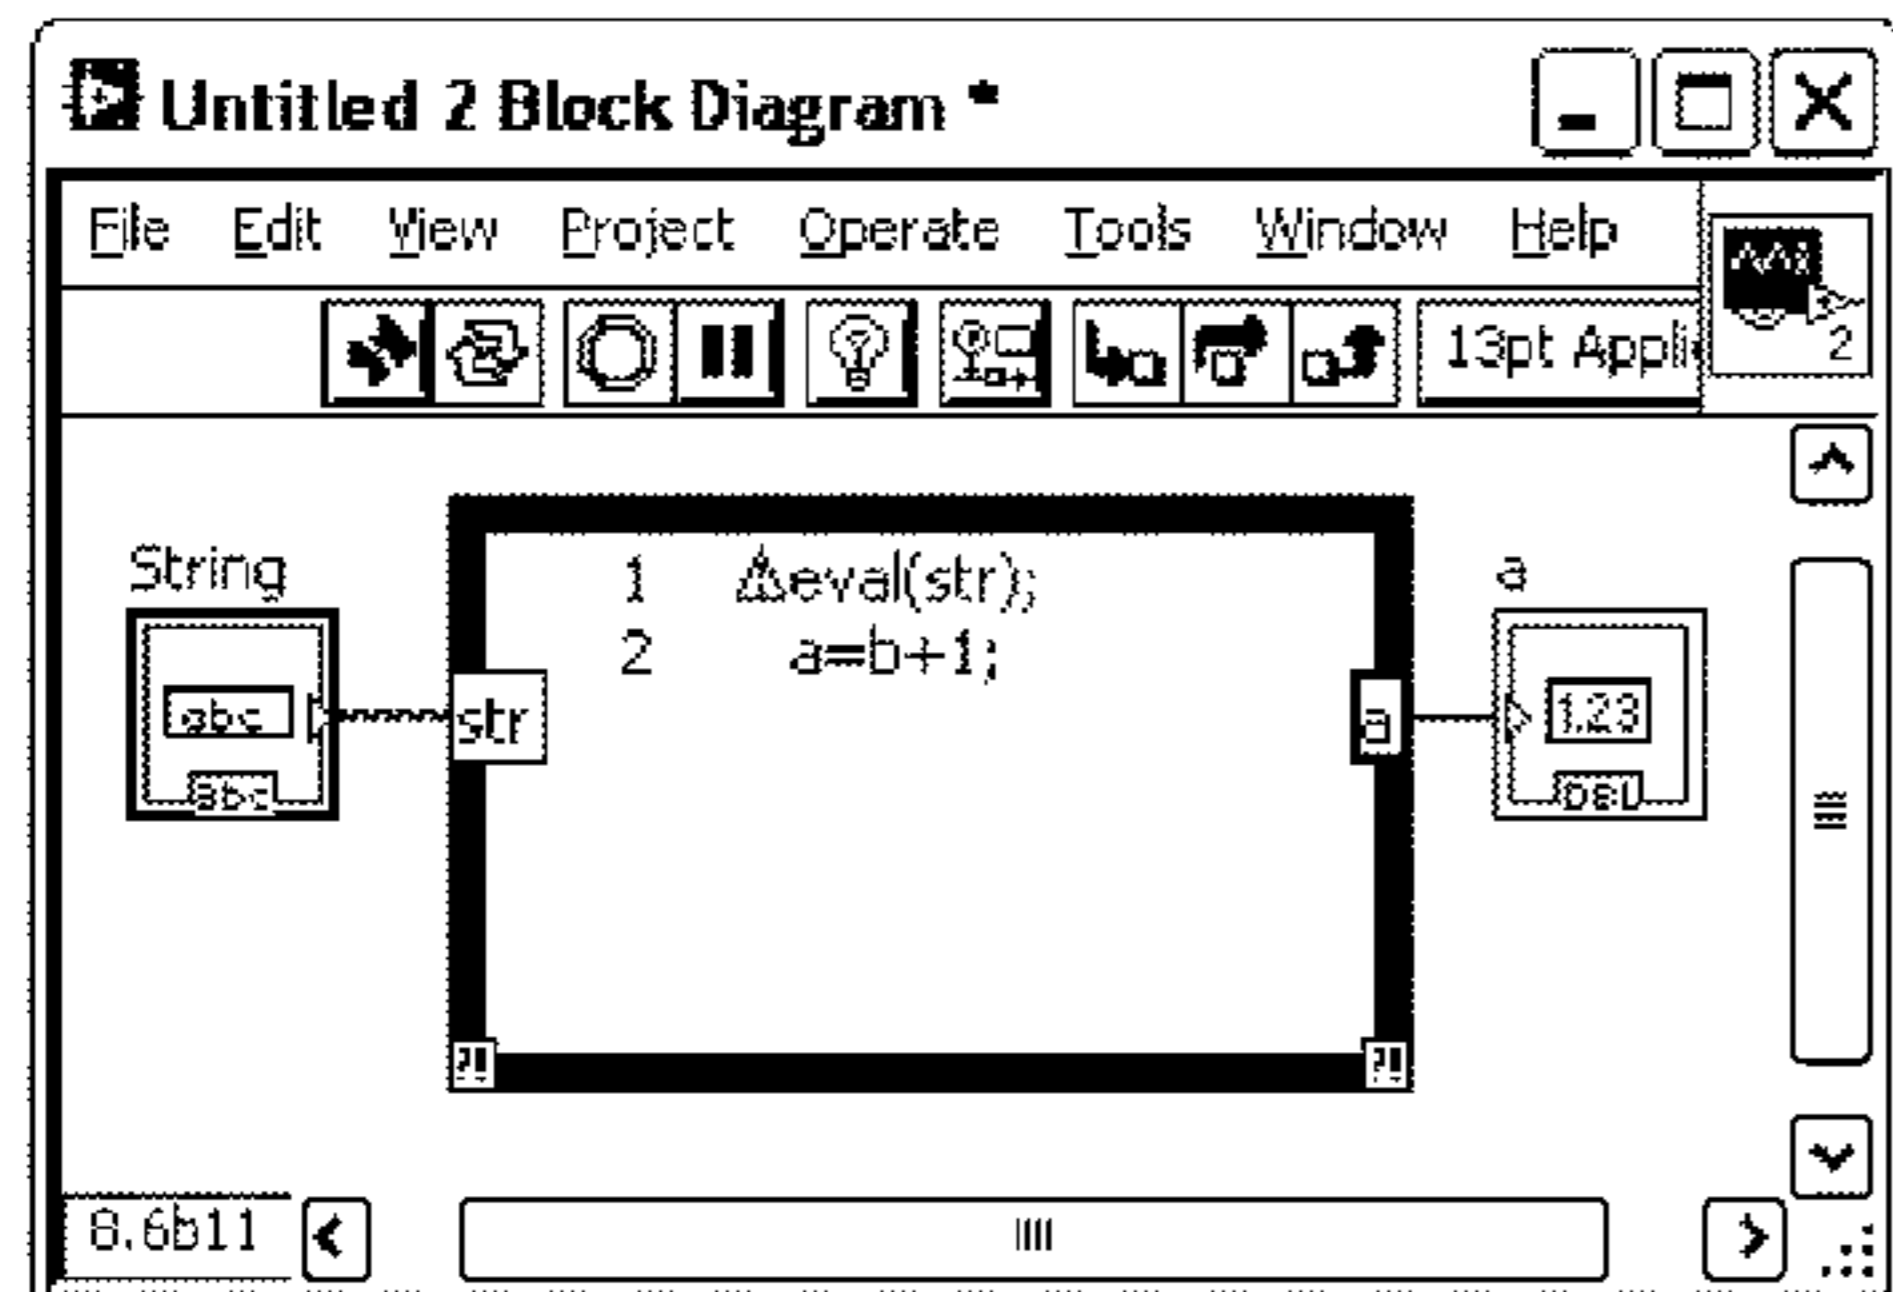 Untitled 2 Block Diagram *
File Edit View Project Operate Tools Window Help
13pt Appli
2
String
1 eval(str);
2 a=b+1;
a
abc
abc
str
a
1.23
8.6b11